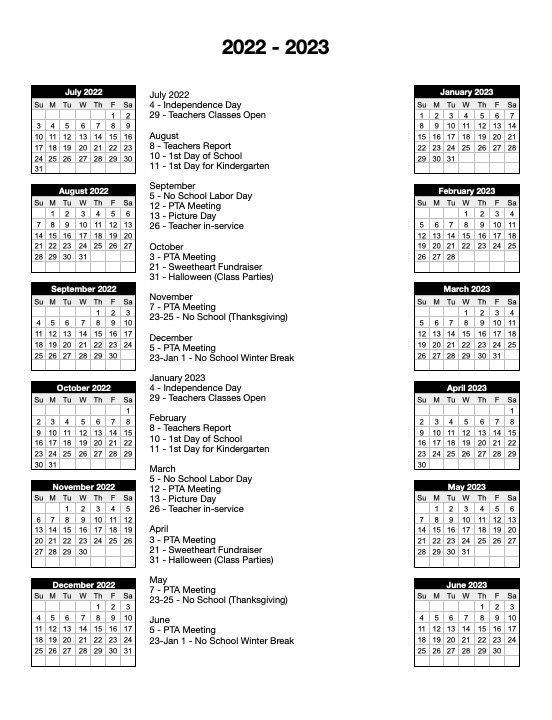 2022 - 2023
July 2022
Su M Tu W Th F Sa
1 2
3 4 5 6 7 8 9
10 11 12 13 14 15 16
17 18 19 20 21 22 23
24 25 26 27 28 29 30
31
August 2022
Su M Tu W Th F Sa
1 2 3 4 5 6
7 8 9 10 11 12 13
14 15 16 17 18 19 20
21 22 23 24 25 26 27
28 29 30 31
September 2022
Su M Tu W Th F Sa
1 2 3
4 5 6 7 8 9 10
11 12 13 14 15 16 17
18 19 20 21 22 23 24
25 26 27 28 29 30
October 2022
Su M Tu W Th F Sa
1
2 3 4 5 6 7 8
9 10 11 12 13 14 15
16 17 18 19 20 21 22
23 24 25 26 27 28 29
30 31
November 2022
Su M Tu W Th F Sa
1 2 3 4 5
6 7 8 9 10 11 12
13 14 15 16 17 18 19
20 21 22 23 24 25 26
27 28 29 30
December 2022
Su M Tu W Th F Sa
1 2 3
4 5 6 7 8 9 10
11 12 13 14 15 16 17
18 19 20 21 22 23 24
25 26 27 28 29 30 31
July 2022
4 - Independence Day
29 - Teachers Classes Open
August
8 - Teachers Report
10 - 1st Day of School
11 - 1st Day for Kindergarten
September
5 - No School Labor Day
12 - PTA Meeting
13 - Picture Day
26 - Teacher in-service
October
3 - PTA Meeting
21 - Sweetheart Fundraiser
31 - Halloween (Class Parties)
November
7 - PTA Meeting
23-25 - No School (Thanksgiving)
December
5 - PTA Meeting
23-Jan 1 - No School Winter Break
January 2023
4 - Independence Day
29 - Teachers Classes Open
February
8 - Teachers Report
10 - 1st Day of School
11 - 1st Day for Kindergarten
March
5 - No School Labor Day
12 - PTA Meeting
13 - Picture Day
26 - Teacher in-service
April
3 - PTA Meeting
21 - Sweetheart Fundraiser
31 - Halloween (Class Parties)
May
7 - PTA Meeting
23-25 - No School (Thanksgiving)
June
5 - PTA Meeting
23-Jan 1 - No School Winter Break
January 2023
Su M Tu W Th F Sa
1 2 3 4 5 6 7
8 9 10 11 12 13 14
15 16 17 18 19 20 21
22 23 24 25 26 27 28
29 30 31
February 2023
Su M Tu W Th F Sa
1 2 3 4
5 6 7 8 9 10 11
12 13 14 15 16 17 18
19 20 21 22 23 24 25
26 27 28
March 2023
Su M Tu W Th F Sa
1 2 3 4
5 6 7 8 9 10 11
12 13 14 15 16 17 18
19 20 21 22 23 24 25
26 27 28 29 30 31
April 2023
Su M Tu W Th F Sa
1
2 3 4 5 6 7 8
9 10 11 12 13 14 15
16 17 18 19 20 21 22
23 24 25 26 27 28 29
30
May 2023
Su M Tu W Th F Sa
1 2 3 4 5 6
7 8 9 10 11 12 13
14 15 16 17 18 19 20
21 22 23 24 25 26 27
28 29 30 31
June 2023
Su M Tu W Th F Sa
1 2 3
4 5 6 7 8 9 10
11 12 13 14 15 16 17
18 19 20 21 22 23 24
25 26 27 28 29 30